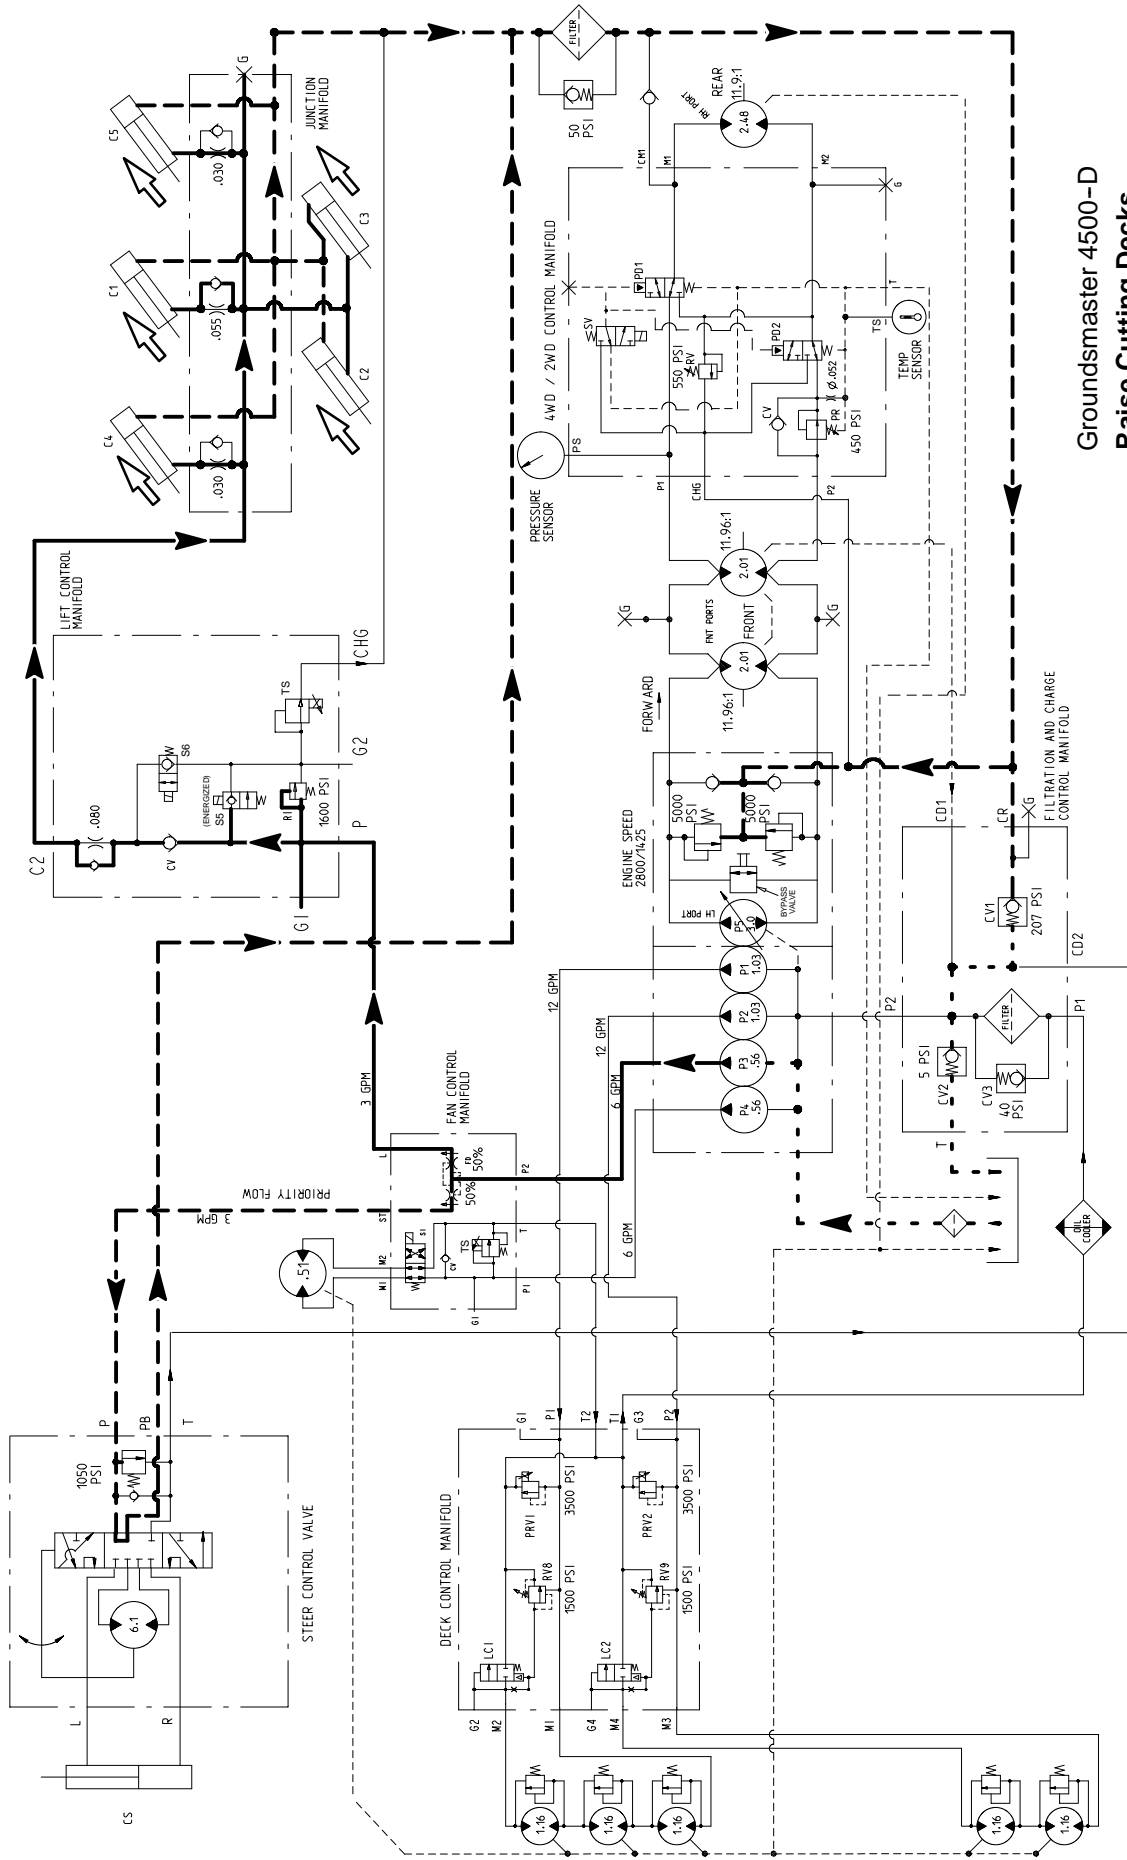 Groundsmaster 4500-D
Raise Cutting Decks
C5
C1
C4
C3
C2
G
JUNCTION
MANIFOLD
.030
.055
.030
LIFT CONTROL
MANIFOLD
C2
.080
CV
S6
(ENERGIZED)
S5
TS
R1
1600 PSI
CHG
G2
P
G1
FILTER
50
PSI
RH PORT
REAR
11.9:1
2.48
CM1
M1
M2
G
4WD / 2WD CONTROL MANIFOLD
PD1
SV
550 PSI
RV
PD2
CV
Ø.052
PR
450 PSI
T
TS
TEMP
SENSOR
PS
PRESSURE
SENSOR
P1
CHG
P2
11.96:1
2.01
FNT PORTS
FRONT
2.01
11.96:1
G
G
FORWARD
ENGINE SPEED
2800/1425
5000
PSI
5000
PSI
BYPASS
VALVE
LH PORT
P5
3.0
P1
1.03
P2
1.03
P3
.56
P4
.56
12 GPM
12 GPM
6 GPM
6 GPM
3 GPM
3 GPM
PRIORITY FLOW
FAN CONTROL
MANIFOLD
L
FD
50%
50%
P2
ST
S1
M2
M1
CV
TS
T
P1
G1
.51
FILTRATION AND CHARGE
CONTROL MANIFOLD
CD1
CR
G
CV1
207 PSI
CD2
P2
P1
FILTER
5 PSI
CV2
CV3
40
PSI
T
OIL
COOLER
STEER CONTROL VALVE
1050
PSI
P
PB
T
6.1
L
R
CS
DECK CONTROL MANIFOLD
G1
P1
T2
T1
G3
P2
PRV1
3500 PSI
PRV2
3500 PSI
RV8
1500 PSI
RV9
1500 PSI
LC1
LC2
G2
M2
M1
G4
M4
M3
1.16
1.16
1.16
1.16
1.16